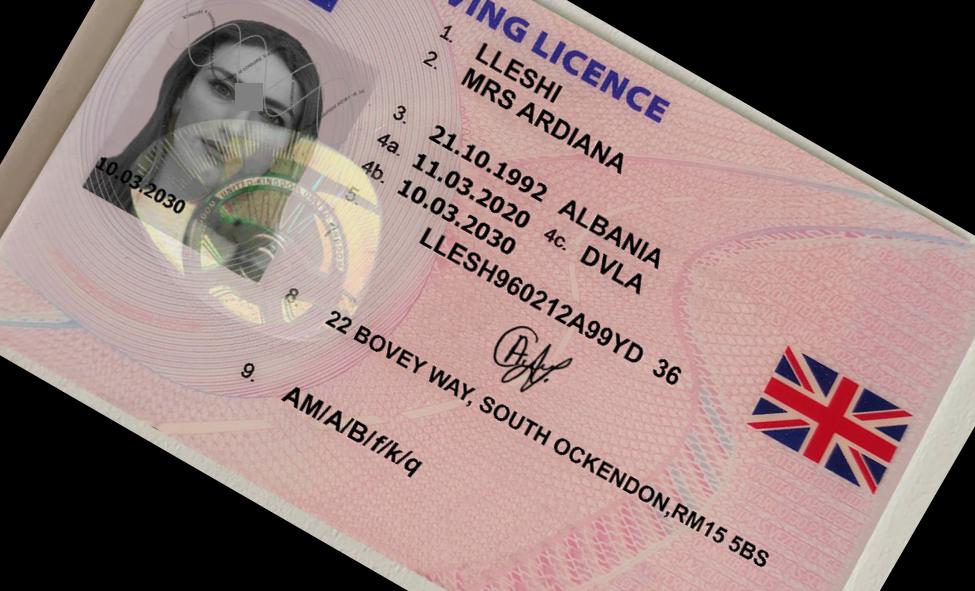 VING LICENCE
1. LLESHI
2. MRS ARDIANA
3. 21.10.1992 ALBANIA
4a. 11.03.2020 4c. DVLA
4b. 10.03.2030
5. LLESH960212A99YD 36
10.03.2030
UNITED KINGDOM
8. 22 BOVEY WAY, SOUTH OCKENDON,RM15 5BS
9. AM/A/B/f/k/q